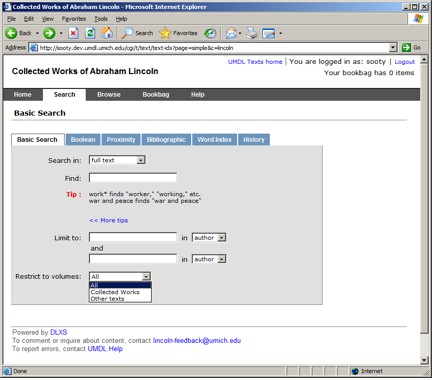 Collected Works of Abraham Lincoln - Microsoft Internet Explorer
File Edit View Favorites Tools Help
Back Search Favorites
Address http://sooty.dev.umdl.umich.edu/cgi/t/text/text-idx?page=simple&c=lincoln Go
UMDL Texts home | You are logged in as: sooty | Logout
Collected Works of Abraham Lincoln
Your bookbag has 0 items
Home Search Browse Bookbag Help
Basic Search
Basic Search Boolean Proximity Bibliographic Word Index History
Search in: full text
Find:
Tip : work* finds "worker," "working," etc.
war and peace finds "war and peace"
<< More tips
Limit to: in author
and
in author
Restrict to volumes: All
All
Collected Works
Other texts
Powered by DLXS
To comment or inquire about content, contact lincoln-feedback@umich.edu
To report errors, contact UMDL Help
Done Internet